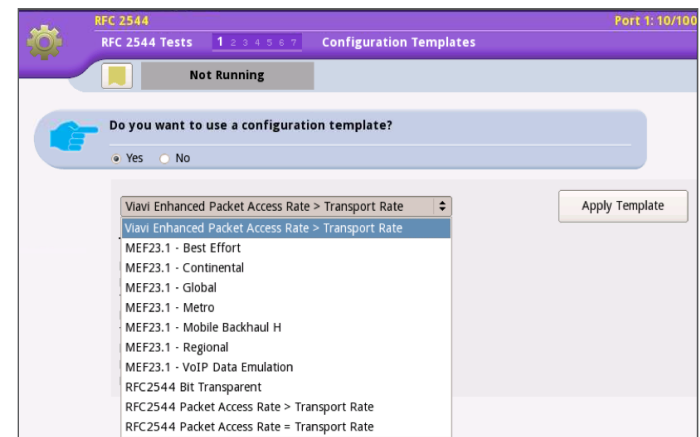 RFC 2544
Port 1: 10/100
RFC 2544 Tests 1 2 3 4 5 6 7 Configuration Templates
Not Running
Do you want to use a configuration template?
Yes No
Viavi Enhanced Packet Access Rate > Transport Rate
Apply Template
Viavi Enhanced Packet Access Rate > Transport Rate
MEF23.1 - Best Effort
MEF23.1 - Continental
MEF23.1 - Global
MEF23.1 - Metro
MEF23.1 - Mobile Backhaul H
MEF23.1 - Regional
MEF23.1 - VoIP Data Emulation
RFC2544 Bit Transparent
RFC2544 Packet Access Rate > Transport Rate
RFC2544 Packet Access Rate = Transport Rate